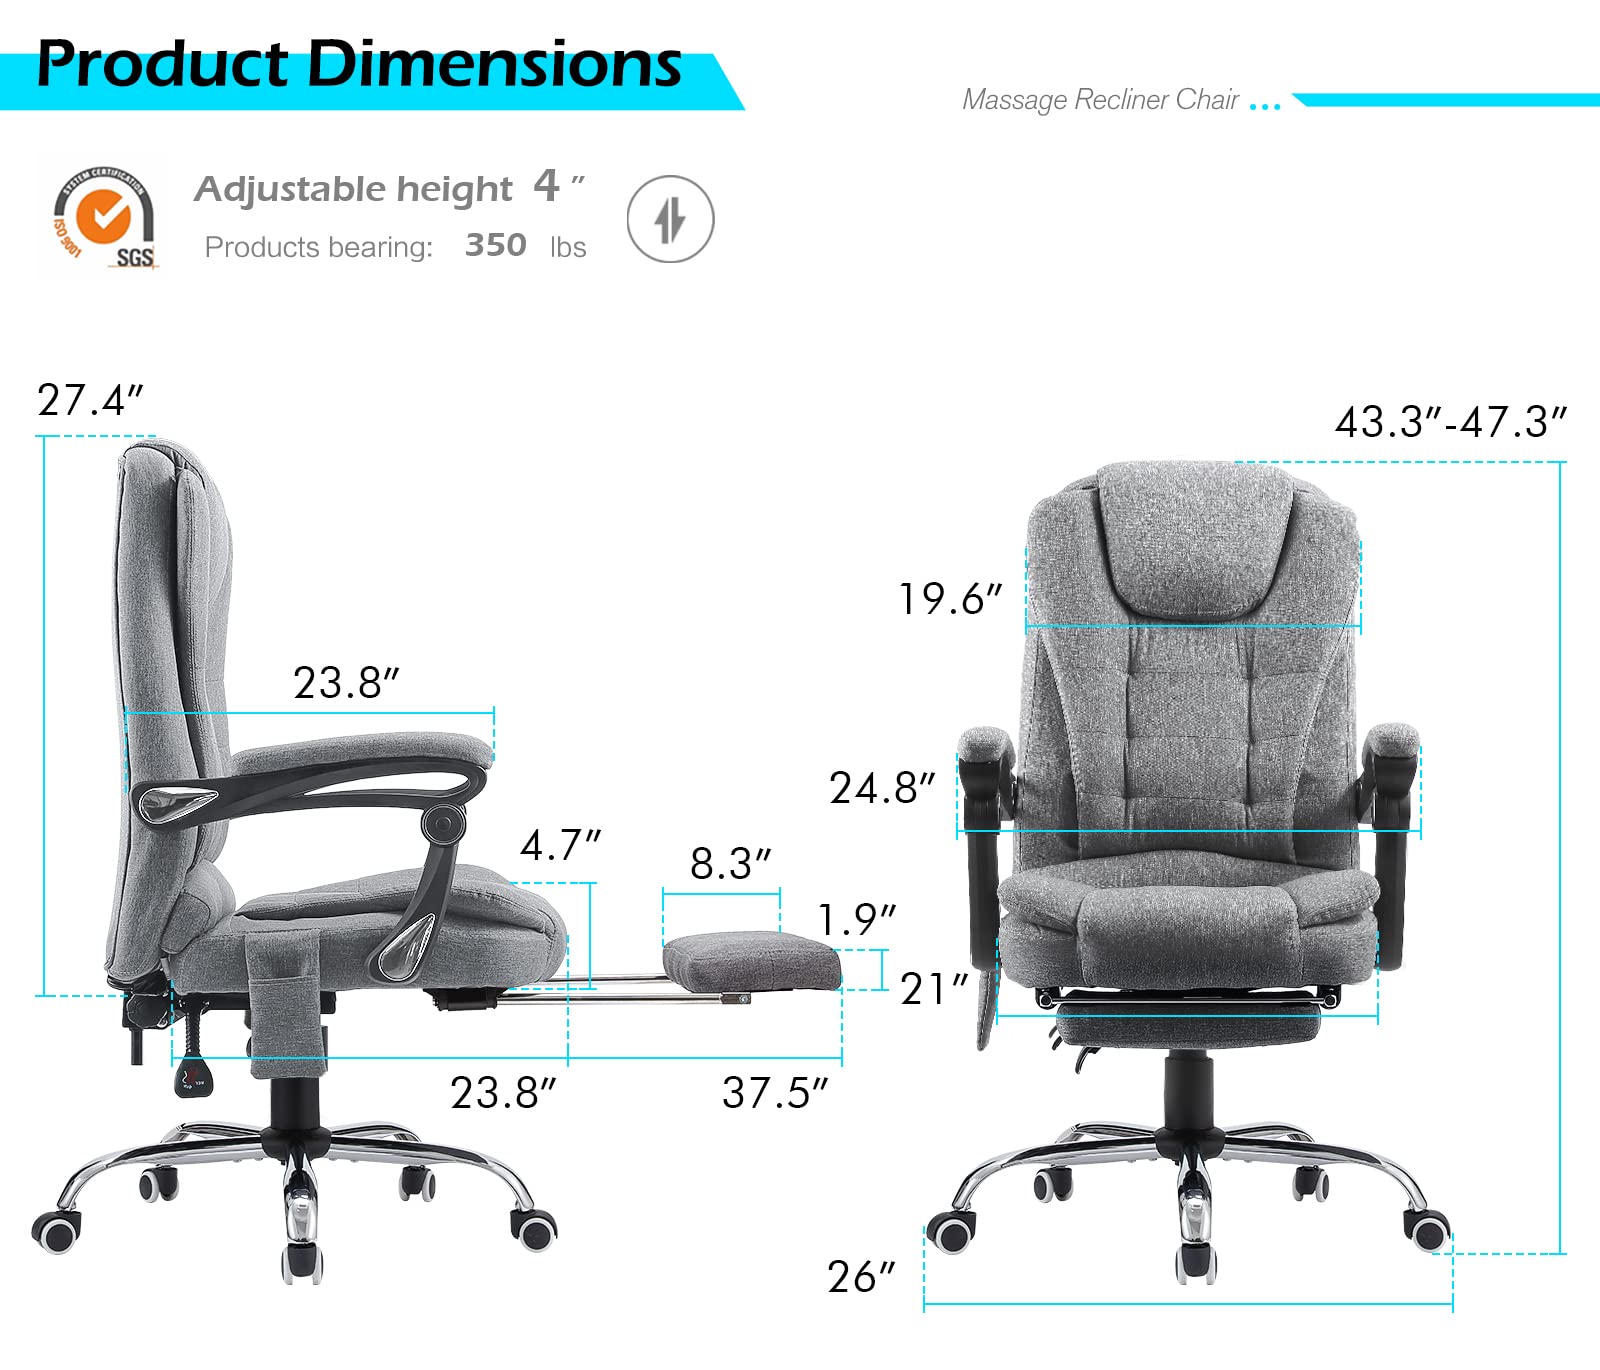 Product Dimensions
Massage Recliner Chair ...
SYSTEM CERTIFICATION
ISO 9001
SGS
Adjustable height 4 ″
Products bearing: 350 lbs
27.4″
43.3″-47.3″
19.6″
23.8″
24.8″
4.7″
8.3″
1.9″
21″
23.8″
37.5″
26″